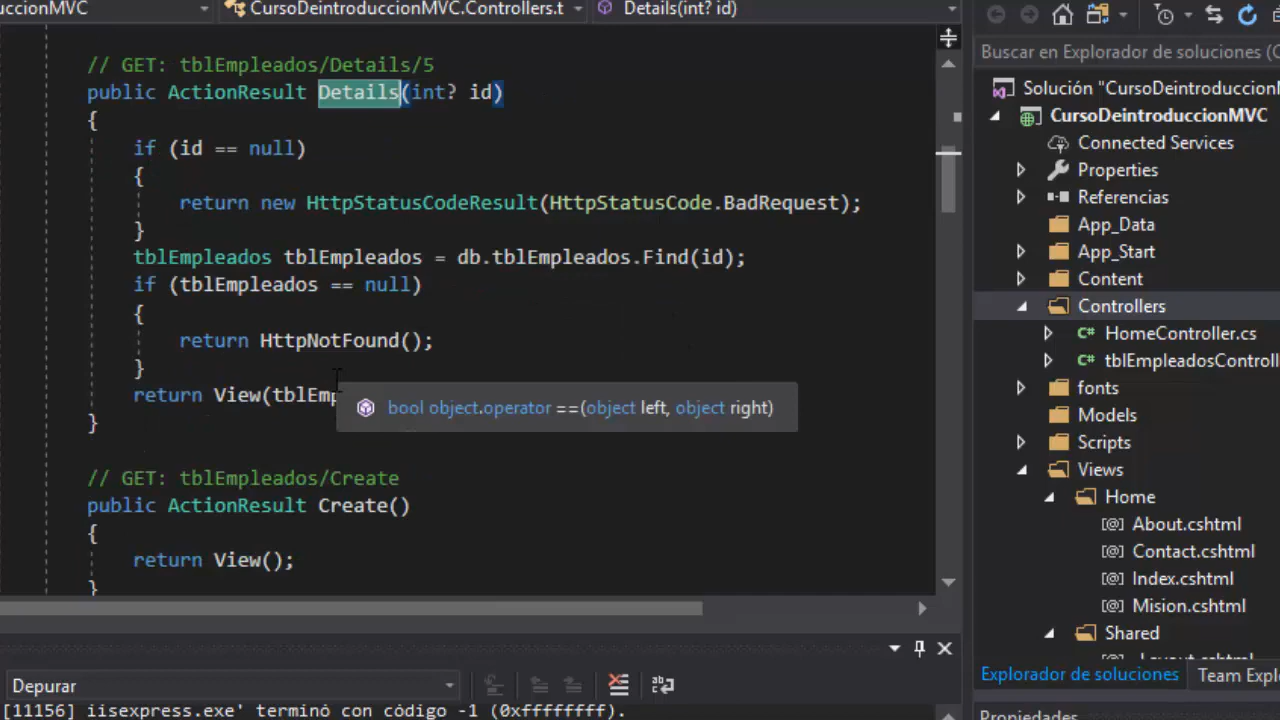 uccionMVC
CursoDeintroduccionMVC.Controllers.t
Details(int? id)
// GET: tblEmpleados/Details/5
public ActionResult Details(int? id)
{
if (id == null)
{
return new HttpStatusCodeResult(HttpStatusCode.BadRequest);
}
tblEmpleados tblEmpleados = db.tblEmpleados.Find(id);
if (tblEmpleados == null)
{
return HttpNotFound();
}
return View(tblEmp
bool object.operator ==(object left, object right)
}
// GET: tblEmpleados/Create
public ActionResult Create()
{
return View();
}
Depurar
[11156] iisexpress.exe' terminó con código -1 (0xffffffff).
Buscar en Explorador de soluciones (C
Solución "CursoDeintroduccionMVC
CursoDeintroduccionMVC
Connected Services
Properties
Referencias
App_Data
App_Start
Content
Controllers
C# HomeController.cs
C# tblEmpleadosControll
fonts
Models
Scripts
Views
Home
[@] About.cshtml
[@] Contact.cshtml
[@] Index.cshtml
[@] Mision.cshtml
Shared
Explorador de soluciones
Team Explo
Propiedades